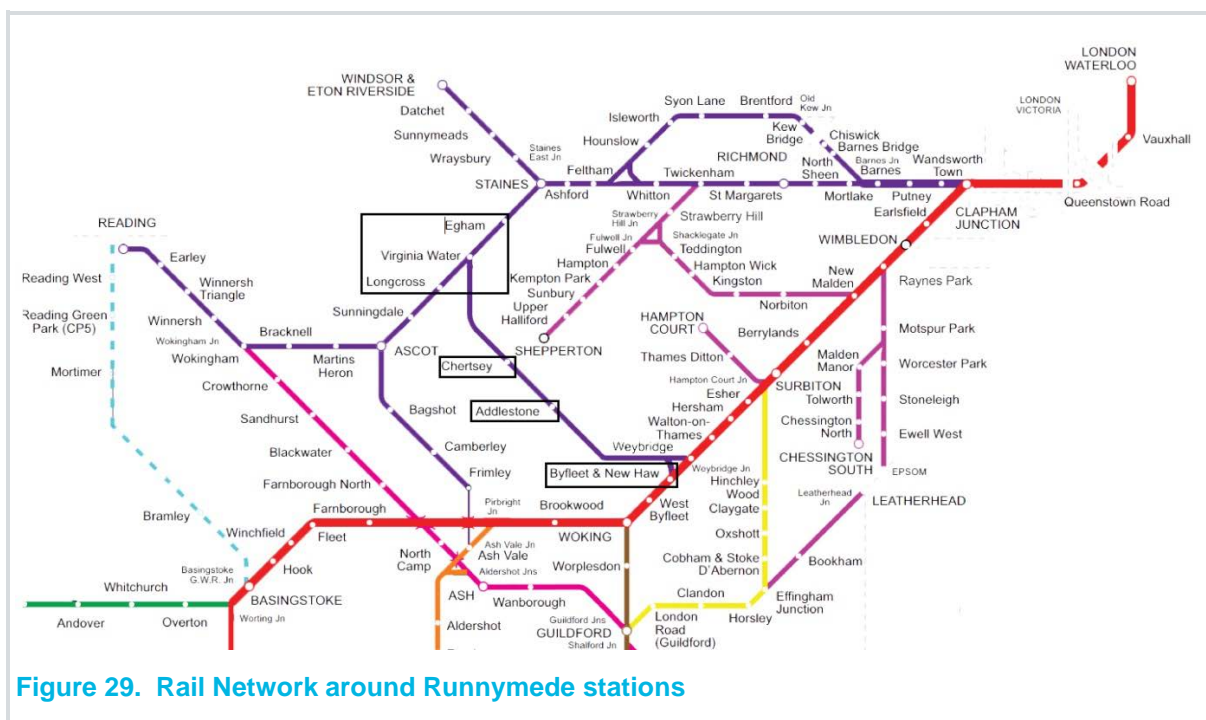 LONDON
WATERLOO
WINDSOR &
ETON RIVERSIDE
LONDON
VICTORIA
Datchet
Syon Lane
Brentford
Old
Kew Jn
Isleworth
Vauxhall
Sunnymeads
Hounslow
Kew
Bridge
Chiswick
Barnes Bridge
Staines
East Jn
Wraysbury
Feltham
Twickenham
RICHMOND
North
Sheen
Barnes Jn
Barnes
Wandsworth
Town
STAINES
Ashford
Whitton
St Margarets
Mortlake
Putney
Earlsfield
CLAPHAM
JUNCTION
Queenstown Road
READING
Egham
Strawberry
Hill Jn
Strawberry Hill
Fulwell Jn
Fulwell
Shacklegate Jn
Teddington
WIMBLEDON
Earley
Virginia Water
Hampton
Hampton Wick
New
Malden
Raynes Park
Reading West
Winnersh
Triangle
Longcross
Kempton Park
Kingston
Sunbury
Norbiton
Upper
Halliford
Reading Green
Park (CP5)
Winnersh
Sunningdale
HAMPTON
COURT
Berrylands
Motspur Park
Bracknell
Wokingham Jn
Wokingham
Martins
Heron
ASCOT
SHEPPERTON
Thames Ditton
Malden
Manor
Worcester Park
Mortimer
Crowthorne
Chertsey
Hampton Court Jn
SURBITON
Esher
Tolworth
Stoneleigh
Sandhurst
Bagshot
Addlestone
Hersham
Walton-on-
Thames
Chessington
North
Ewell West
Blackwater
Camberley
Weybridge
Weybridge Jn
CHESSINGTON
SOUTH
EPSOM
Farnborough North
Frimley
Byfleet & New Haw
Hinchley
Wood
Leatherhead
Jn
LEATHERHEAD
Bramley
Farnborough
Pirbright
Jn
Brookwood
West
Byfleet
Claygate
Winchfield
Fleet
WOKING
Oxshott
Hook
North
Camp
Ash Vale Jn
Ash Vale
Aldershot Jns
Worplesdon
Cobham & Stoke
D'Abernon
Bookham
Basingstoke
G.W.R. Jn
Whitchurch
BASINGSTOKE
ASH
Wanborough
Clandon
Effingham
Junction
Andover
Overton
Worting Jn
Aldershot
Guildford Jns
GUILDFORD
Shalford Jn
London
Road
(Guildford)
Horsley
Figure 29. Rail Network around Runnymede stations